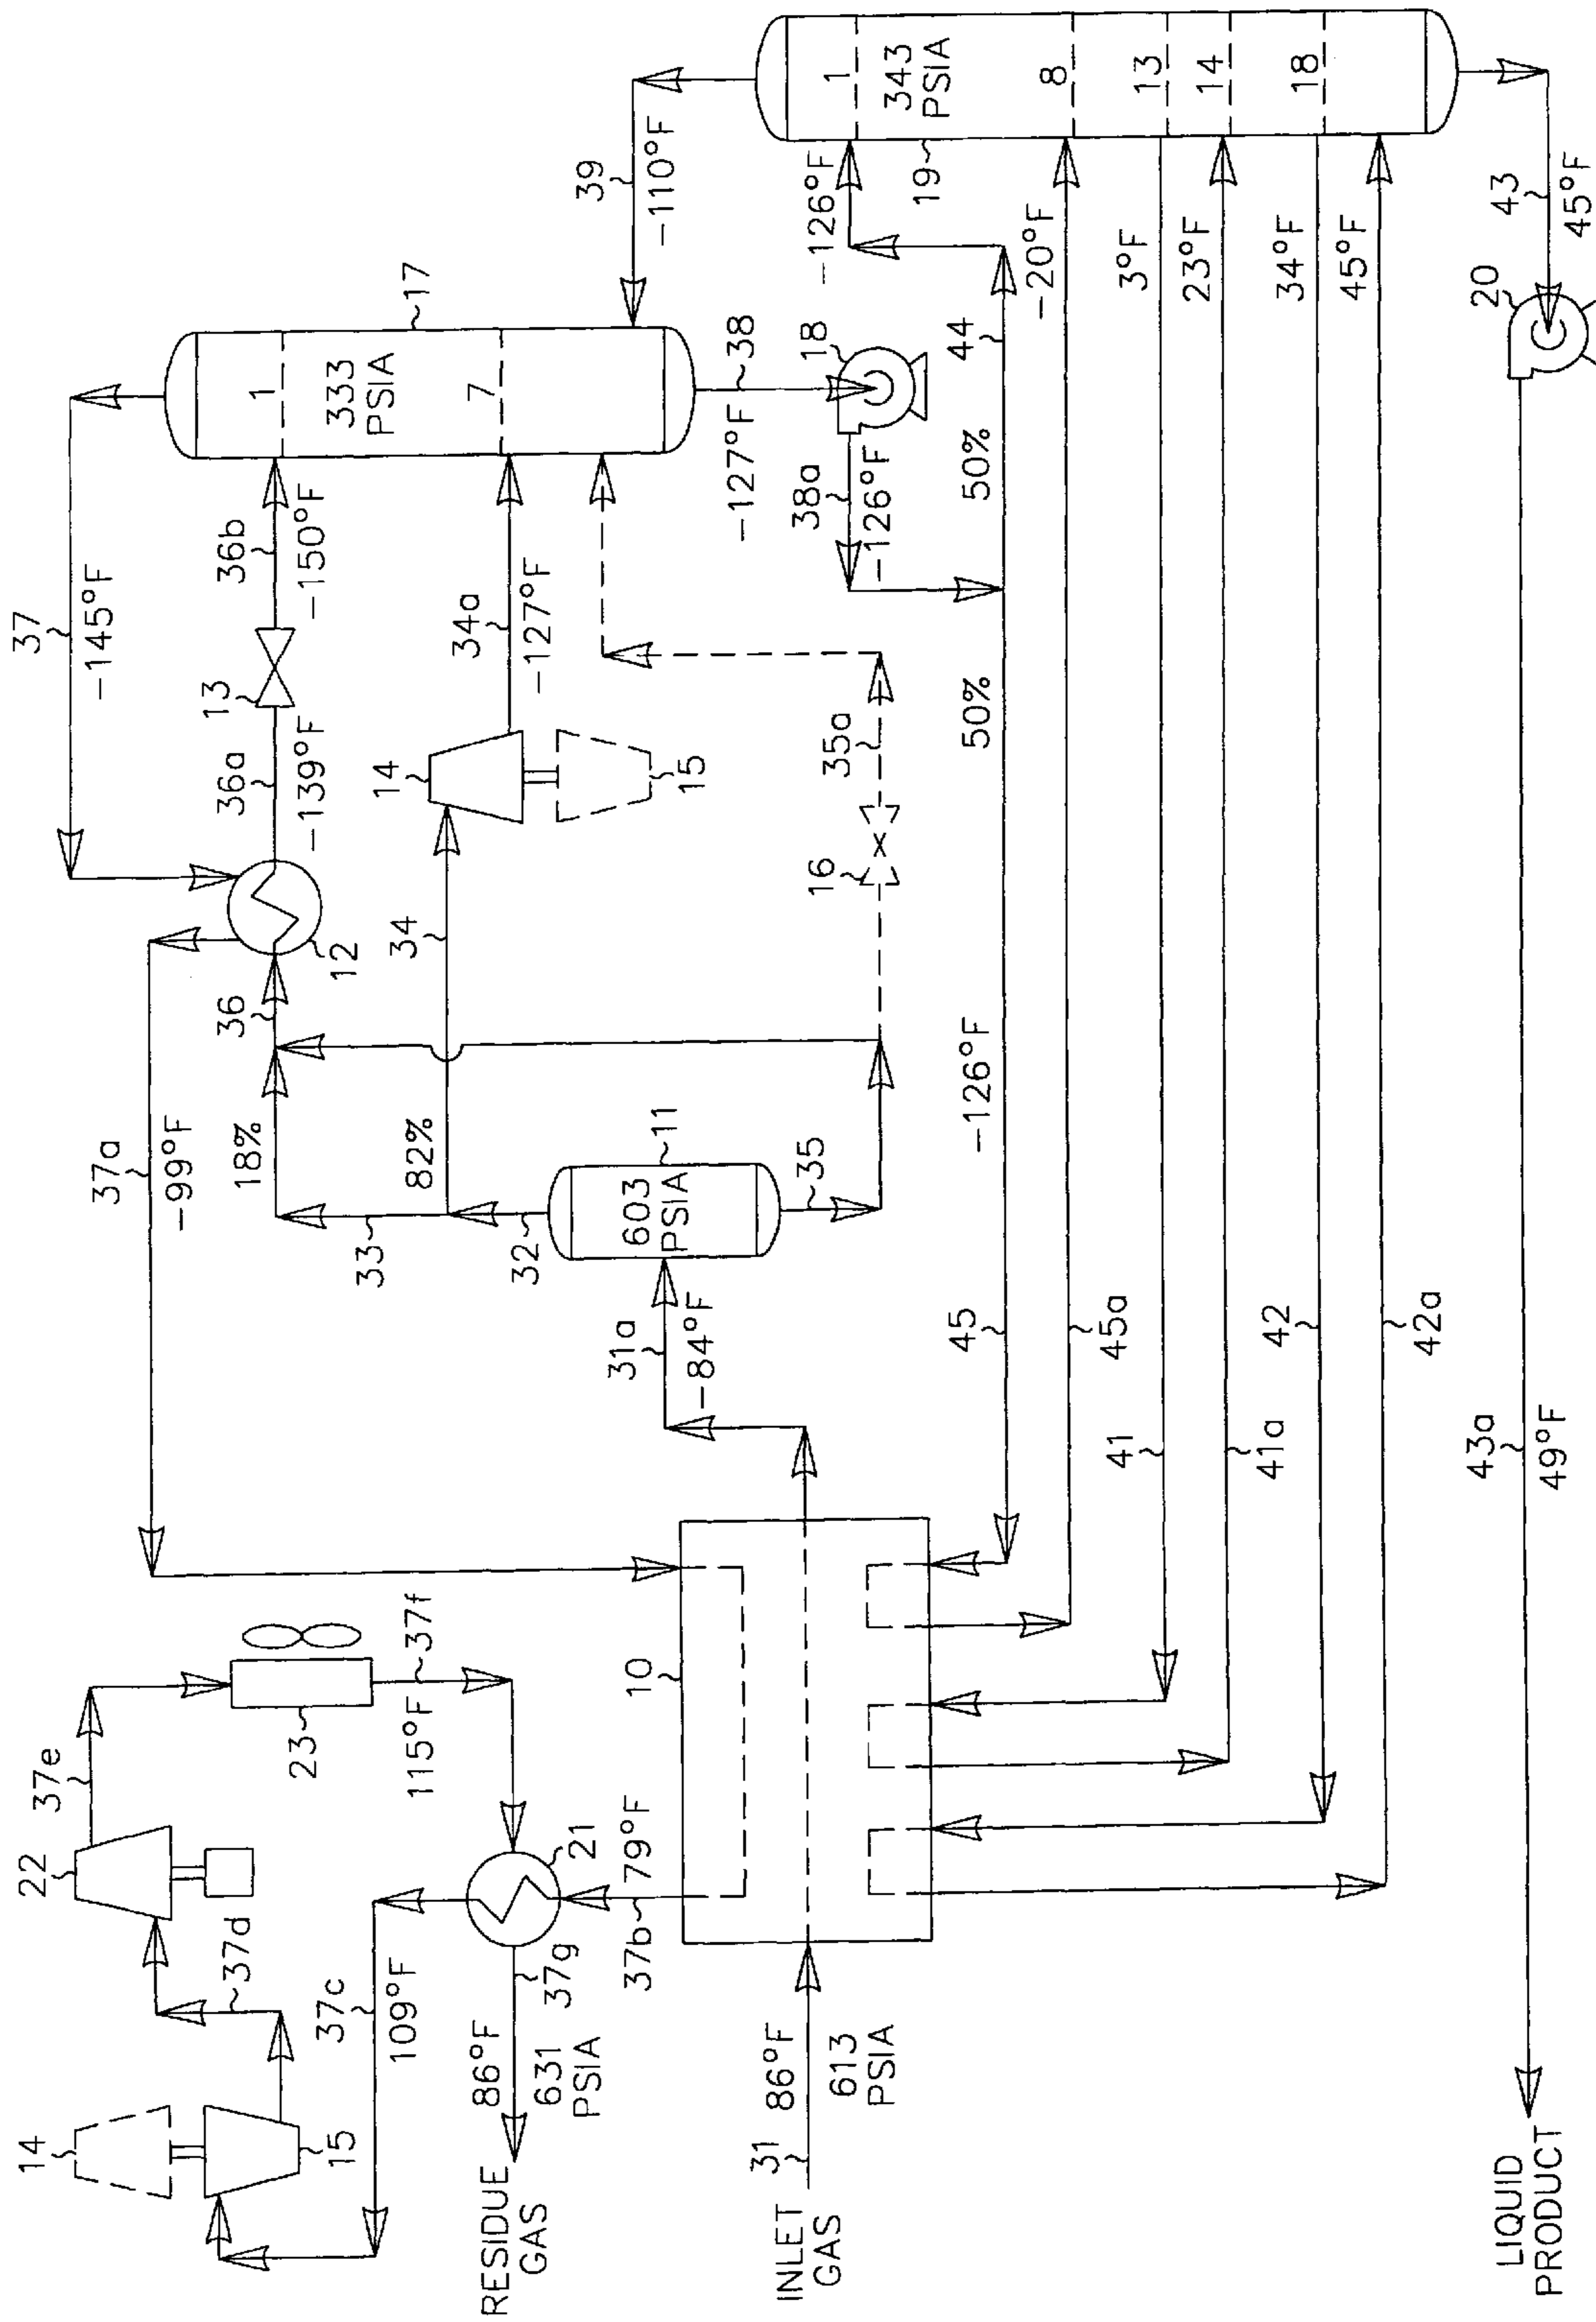 14
15
37c
109°F
37d
22
37e
23
37f
115°F
21
37b
79°F
37g
86°F
631
PSIA
RESIDUE
GAS
31
86°F
613
PSIA
INLET
GAS
10
37a
-99°F
37
-145°F
18%
36
12
36a
-139°F
13
36b
-150°F
1
333
PSIA
7
17
39
-110°F
33
82%
34
14
15
34a
-127°F
32
603
PSIA
11
35
16
35a
31a
-84°F
38
-127°F
18
38a
-126°F
50%
50%
44
-126°F
45
-126°F
45a
-20°F
41
3°F
41a
23°F
42
34°F
42a
45°F
19
1
343
PSIA
8
13
14
18
43
45°F
20
43a
49°F
LIQUID
PRODUCT